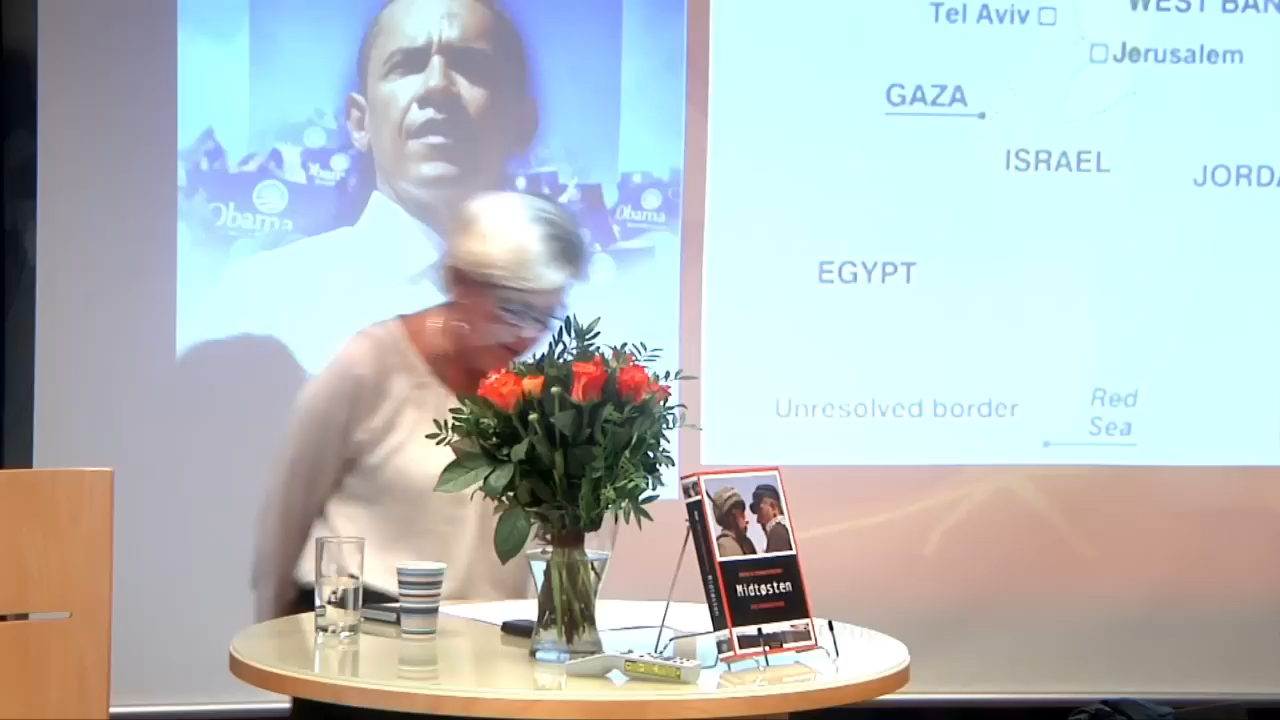 Tel Aviv
WEST BAN
Jerusalem
GAZA
ISRAEL
JORDA
EGYPT
Unresolved border
Red
Sea
Obama
Obama
Midtøsten